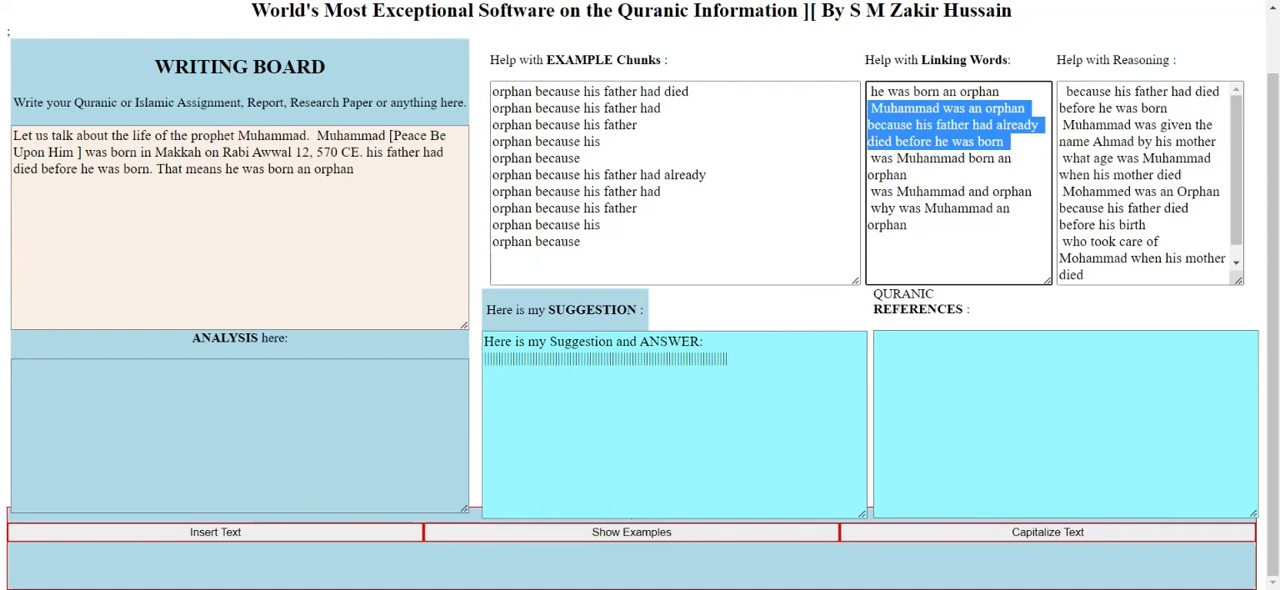 World's Most Exceptional Software on the Quranic Information ][ By S M Zakir Hussain
;
WRITING BOARD
Write your Quranic or Islamic Assignment, Report, Research Paper or anything here.
Let us talk about the life of the prophet Muhammad.  Muhammad [Peace Be
Upon Him ] was born in Makkah on Rabi Awwal 12, 570 CE. his father had
died before he was born. That means he was born an orphan
ANALYSIS here:
Help with EXAMPLE Chunks :
orphan because his father had died
orphan because his father had
orphan because his father
orphan because his
orphan because
orphan because his father had already
orphan because his father had
orphan because his father
orphan because his
orphan because
Help with Linking Words:
he was born an orphan
Muhammad was an orphan
because his father had already
died before he was born
was Muhammad born an
orphan
was Muhammad and orphan
why was Muhammad an
orphan
Help with Reasoning :
because his father had died
before he was born
Muhammad was given the
name Ahmad by his mother
what age was Muhammad
when his mother died
Mohammed was an Orphan
because his father died
before his birth
who took care of
Mohammad when his mother
died
Here is my SUGGESTION :
Here is my Suggestion and ANSWER:
QURANIC
REFERENCES :
Insert Text
Show Examples
Capitalize Text